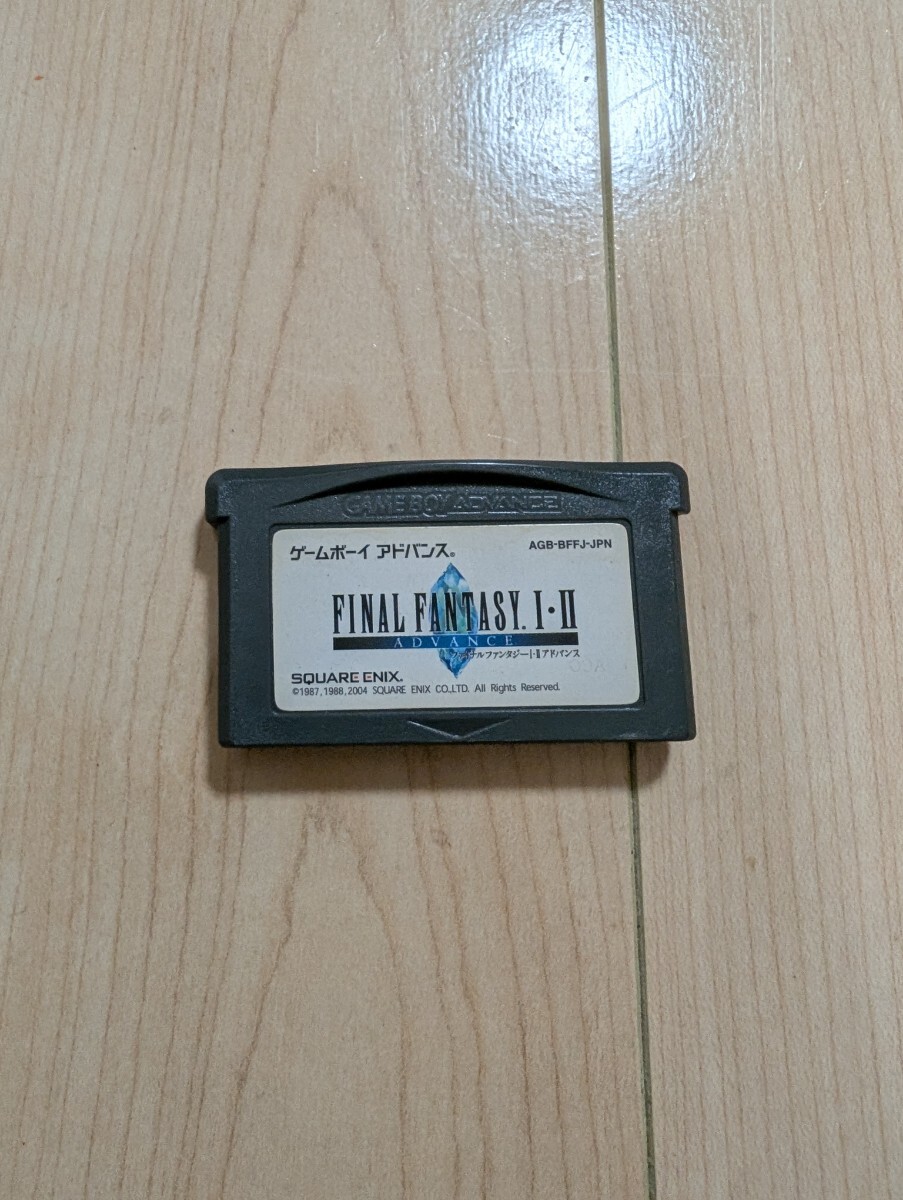 GAME BOY ADVANCE
ゲームボーイ アドバンス®
AGB-BFFJ-JPN
FINAL FANTASY. I・II
ADVANCE
ファイナルファンタジーI・IIアドバンス
SQUARE ENIX.
©1987, 1988, 2004 SQUARE ENIX CO.,LTD. All Rights Reserved.